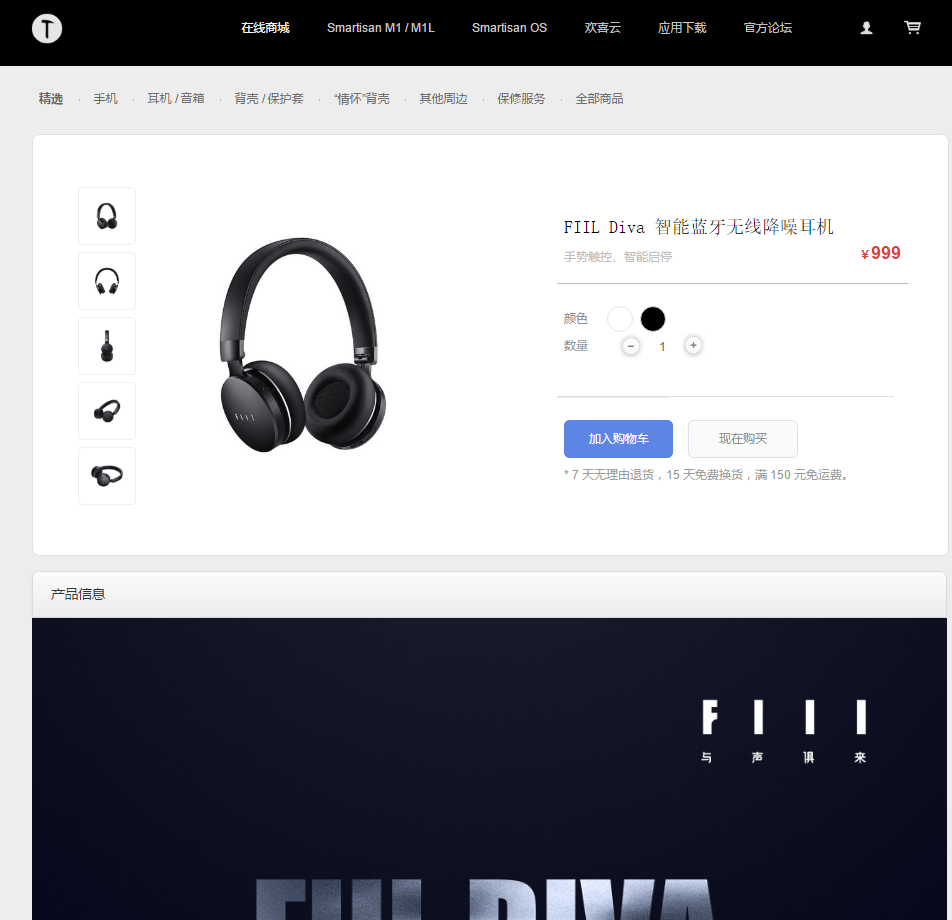 在线商城 Smartisan M1 / M1L Smartisan OS 欢喜云 应用下载 官方论坛
精选 · 手机 · 耳机 / 音箱 · 背壳 / 保护套 · “情怀”背壳 · 其他周边 · 保修服务 · 全部商品
FIIL Diva 智能蓝牙无线降噪耳机
手势触控、智能启停
¥999
颜色
数量 − 1 +
FIIL
加入购物车 现在购买
* 7 天无理由退货，15 天免费换货，满 150 元免运费。
产品信息
FIIL
与声俱来
FIIL DIVA